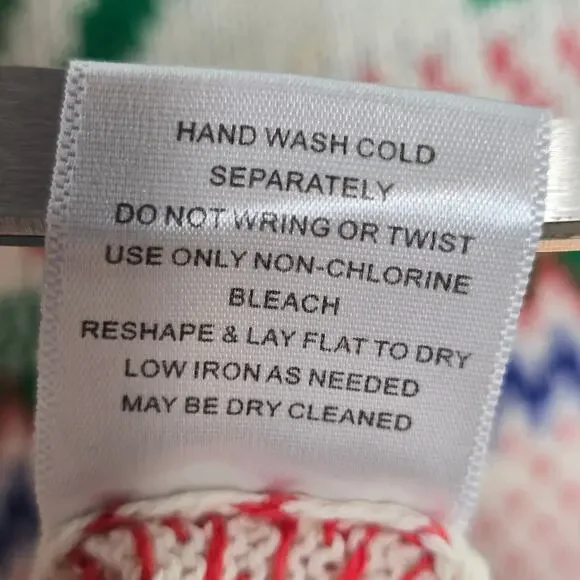 HAND WASH COLD
SEPARATELY
DO NOT WRING OR TWIST
USE ONLY NON-CHLORINE
BLEACH
RESHAPE & LAY FLAT TO DRY
LOW IRON AS NEEDED
MAY BE DRY CLEANED